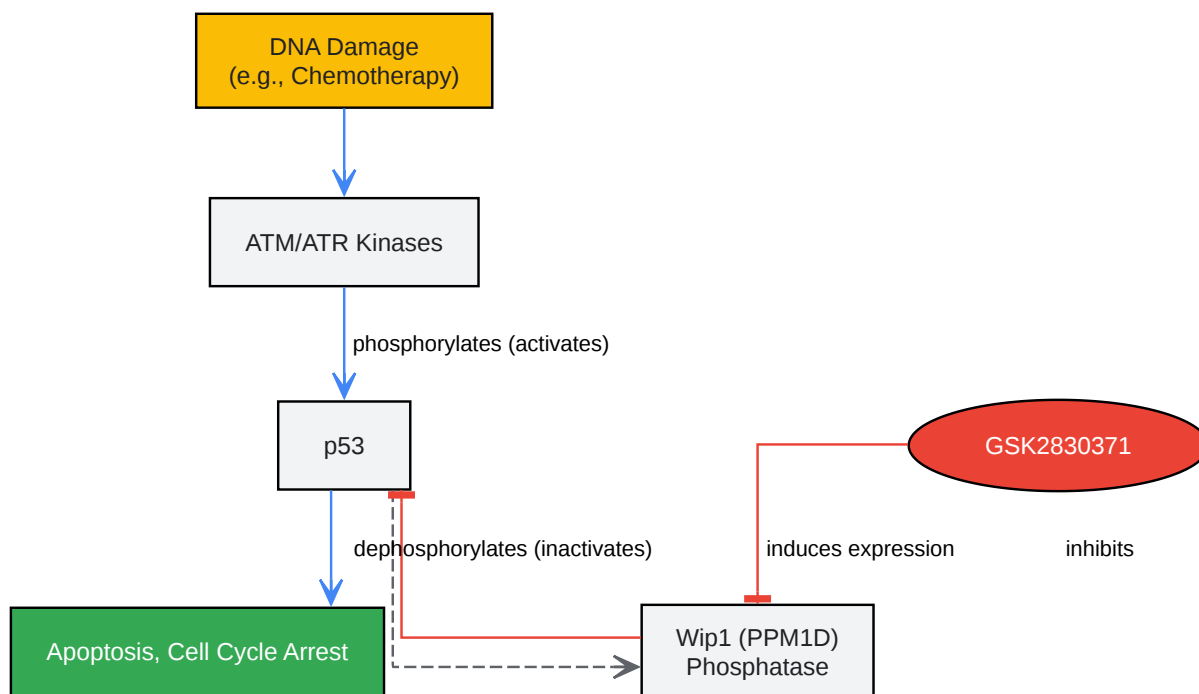 DNA Damage
(e.g., Chemotherapy)
ATM/ATR Kinases
phosphorylates (activates)
p53
GSK2830371
dephosphorylates (inactivates)
induces expression
inhibits
Apoptosis, Cell Cycle Arrest
Wip1 (PPM1D)
Phosphatase